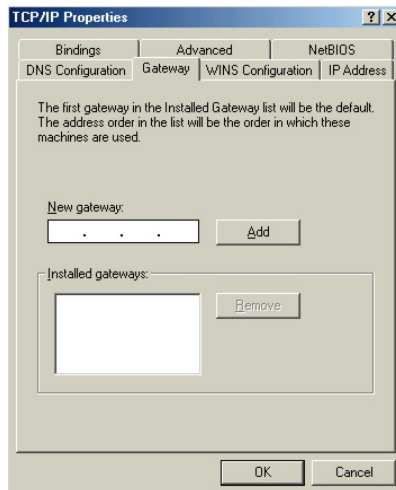 TCP/IP Properties
Bindings Advanced NetBIOS
DNS Configuration Gateway WINS Configuration IP Address
The first gateway in the Installed Gateway list will be the default.
The address order in the list will be the order in which these
machines are used.
New gateway:
. . .
Add
Installed gateways:
Remove
OK Cancel